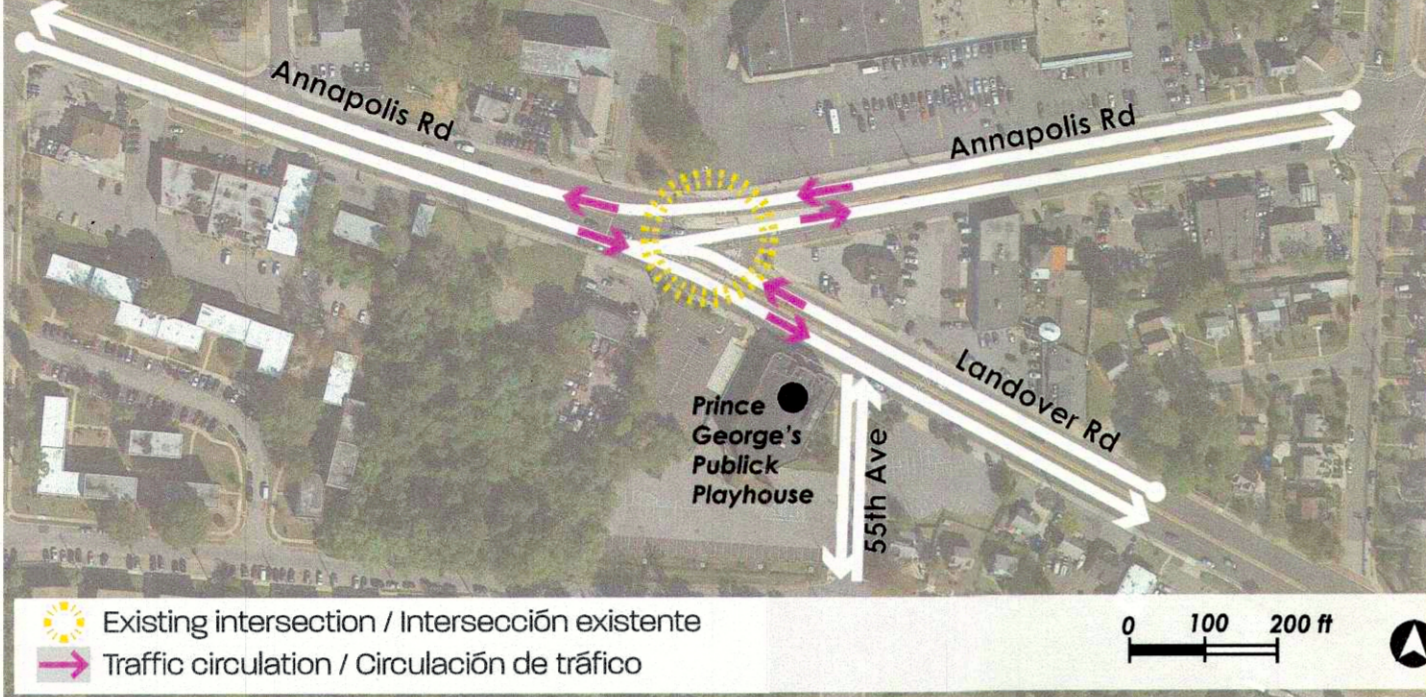 Annapolis Rd
Annapolis Rd
Landover Rd
Prince
George's
Publick
Playhouse
55th Ave
Existing intersection / Intersección existente
Traffic circulation / Circulación de tráfico
0 100 200 ft